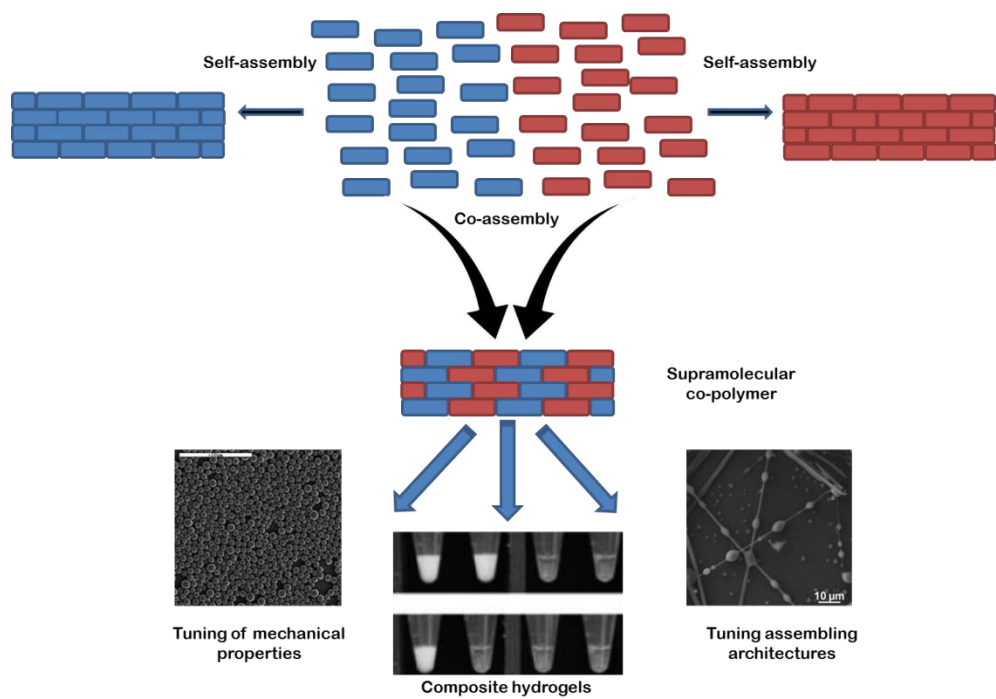 Self-assembly
Self-assembly
Co-assembly
Supramolecular
co-polymer
10 µm
Tuning of mechanical
properties
Composite hydrogels
Tuning assembling
architectures